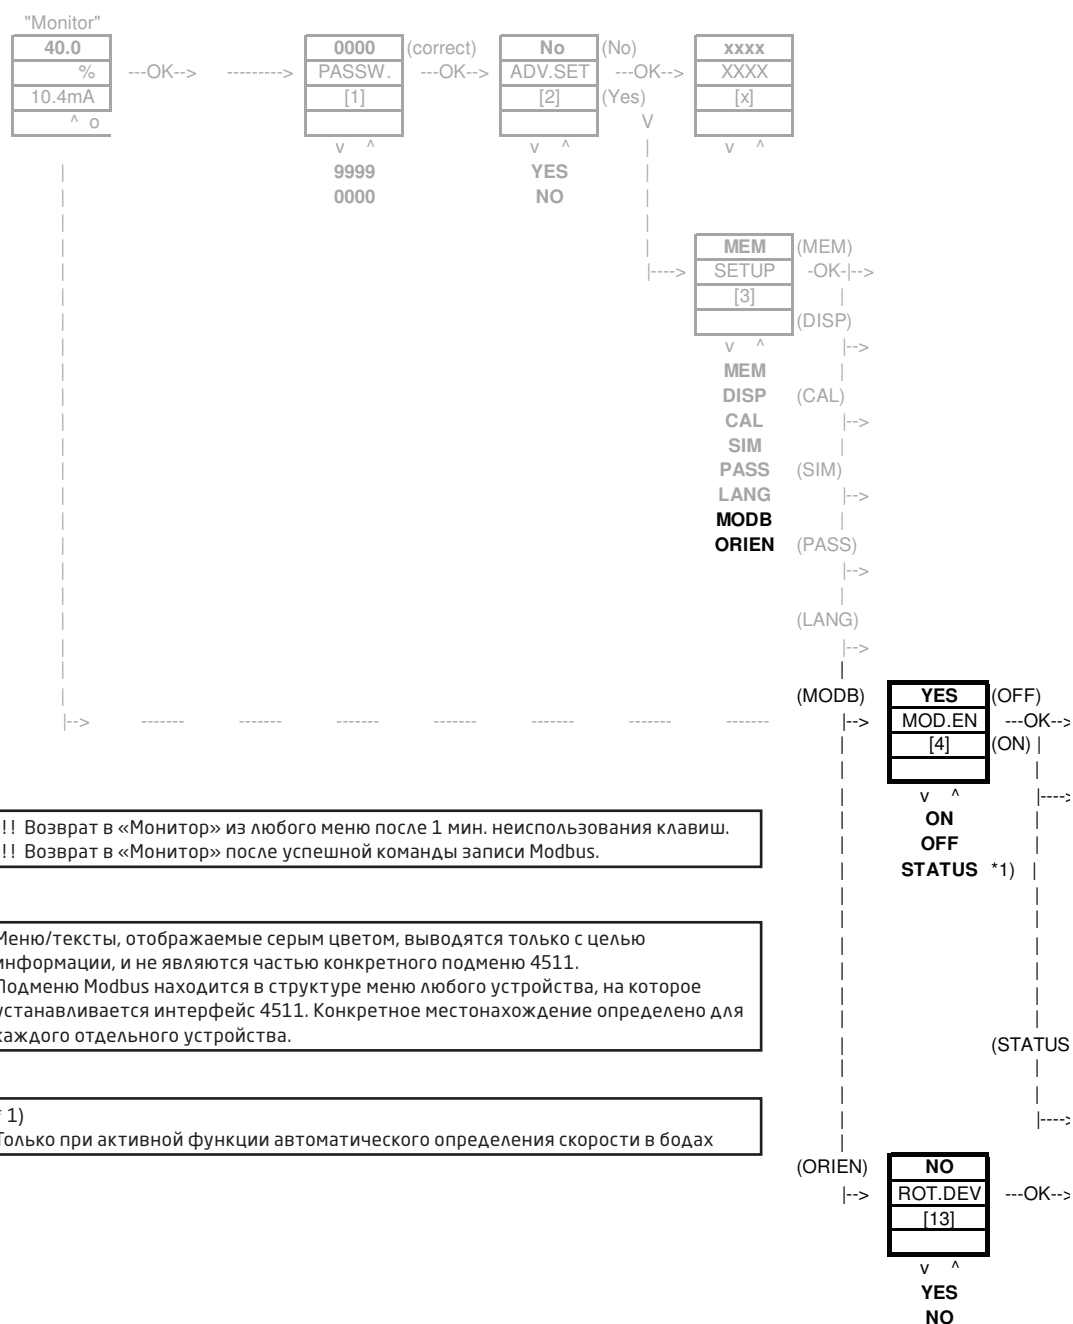 "Monitor"
40.0 0000 (correct) No (No) xxxx
% ---OK--> ---------> PASSW. ---OK--> ADV.SET ---OK--> XXXX
10.4mA [1] [2] (Yes) [x]
^ o V
v ^ v ^ | v ^
| 9999 YES |
| 0000 NO |
| |
| | MEM (MEM)
| |----> SETUP -OK-|-->
| [3] |
| (DISP)
| v ^ |-->
| MEM |
| DISP (CAL)
| CAL |-->
| SIM |
| PASS (SIM)
| LANG |-->
| MODB |
| ORIEN (PASS)
| |-->
| |
| (LANG)
| |-->
| |
| (MODB) YES (OFF)
|--> ------- ------- ------- ------- ------- ------- ------- |--> MOD.EN ---OK-->
| [4] (ON) |
| |
| v ^ |---->
!! Возврат в «Монитор» из любого меню после 1 мин. неиспользования клавиш. | ON |
!! Возврат в «Монитор» после успешной команды записи Modbus. | OFF |
| STATUS *1) |
| |
Меню/тексты, отображаемые серым цветом, выводятся только с целью
информации, и не являются частью конкретного подменю 4511.
Подменю Modbus находится в структуре меню любого устройства, на которое
устанавливается интерфейс 4511. Конкретное местонахождение определено для
каждого отдельного устройства.
| (STATUS
| |
| |
* 1) | |---->
Только при активной функции автоматического определения скорости в бодах
(ORIEN) NO
|--> ROT.DEV ---OK-->
[13]
v ^
YES
NO